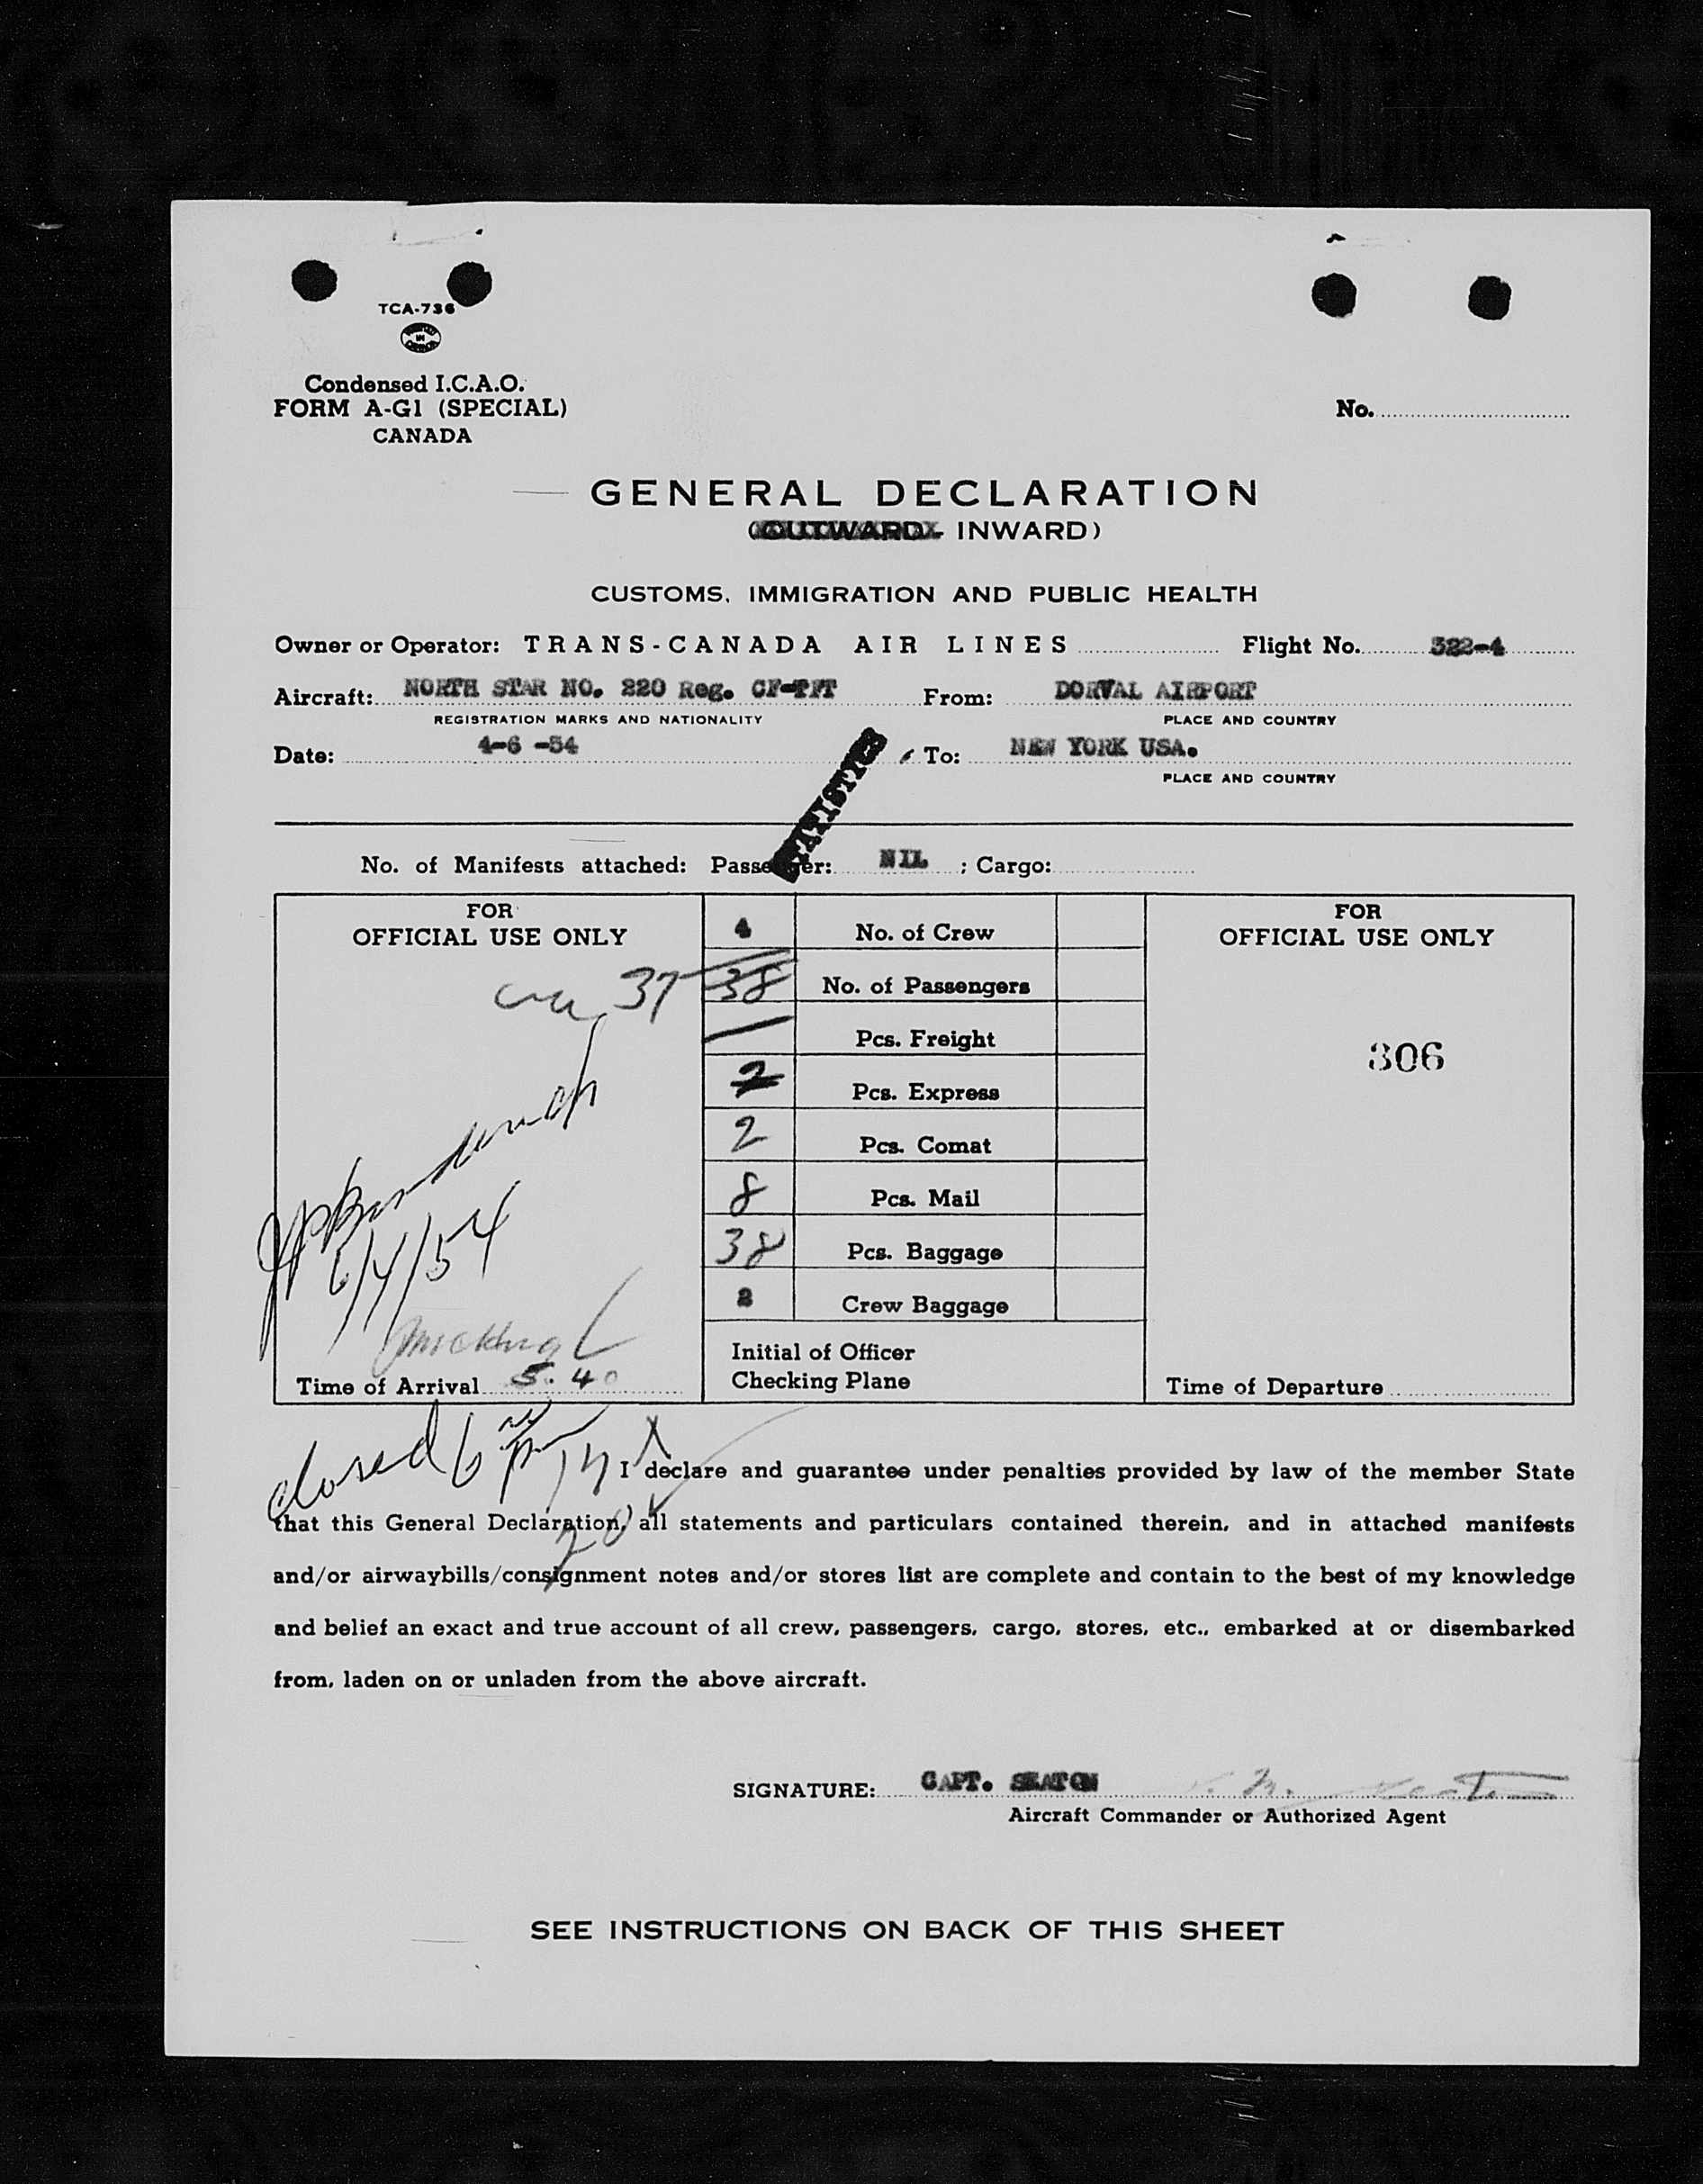 TCA-736
Condensed I.C.A.O.
FORM A-G1 (SPECIAL)
CANADA
No.
GENERAL DECLARATION
(OUTWARD - INWARD)
CUSTOMS, IMMIGRATION AND PUBLIC HEALTH
Owner or Operator: TRANS-CANADA AIR LINES Flight No. 322-4
Aircraft: NORTH STAR NO. 220 Reg. CF-TFT From: DORVAL AIRPORT
REGISTRATION MARKS AND NATIONALITY PLACE AND COUNTRY
Date: 4-6 -54 To: NEW YORK USA.
PLACE AND COUNTRY
STATISTICS
No. of Manifests attached: Passenger: NIL ; Cargo:
FOR
OFFICIAL USE ONLY
4 No. of Crew
37 38 No. of Passengers
Pcs. Freight
2 Pcs. Express
2 Pcs. Comat
8 Pcs. Mail
38 Pcs. Baggage
2 Crew Baggage
Initial of Officer
Checking Plane
6/4/54
Time of Arrival 5:40
FOR
OFFICIAL USE ONLY
306
Time of Departure
closed 6
I declare and guarantee under penalties provided by law of the member State
that this General Declaration, all statements and particulars contained therein, and in attached manifests
and/or airwaybills/consignment notes and/or stores list are complete and contain to the best of my knowledge
and belief an exact and true account of all crew, passengers, cargo, stores, etc., embarked at or disembarked
from, laden on or unladen from the above aircraft.
SIGNATURE: CAPT. SEATON
Aircraft Commander or Authorized Agent
SEE INSTRUCTIONS ON BACK OF THIS SHEET